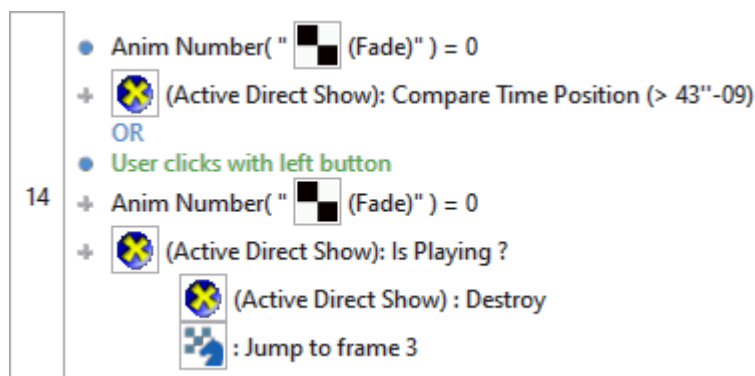 Anim Number( " (Fade)" ) = 0
(Active Direct Show): Compare Time Position (> 43''-09)
OR
User clicks with left button
14
Anim Number( " (Fade)" ) = 0
(Active Direct Show): Is Playing ?
(Active Direct Show) : Destroy
: Jump to frame 3